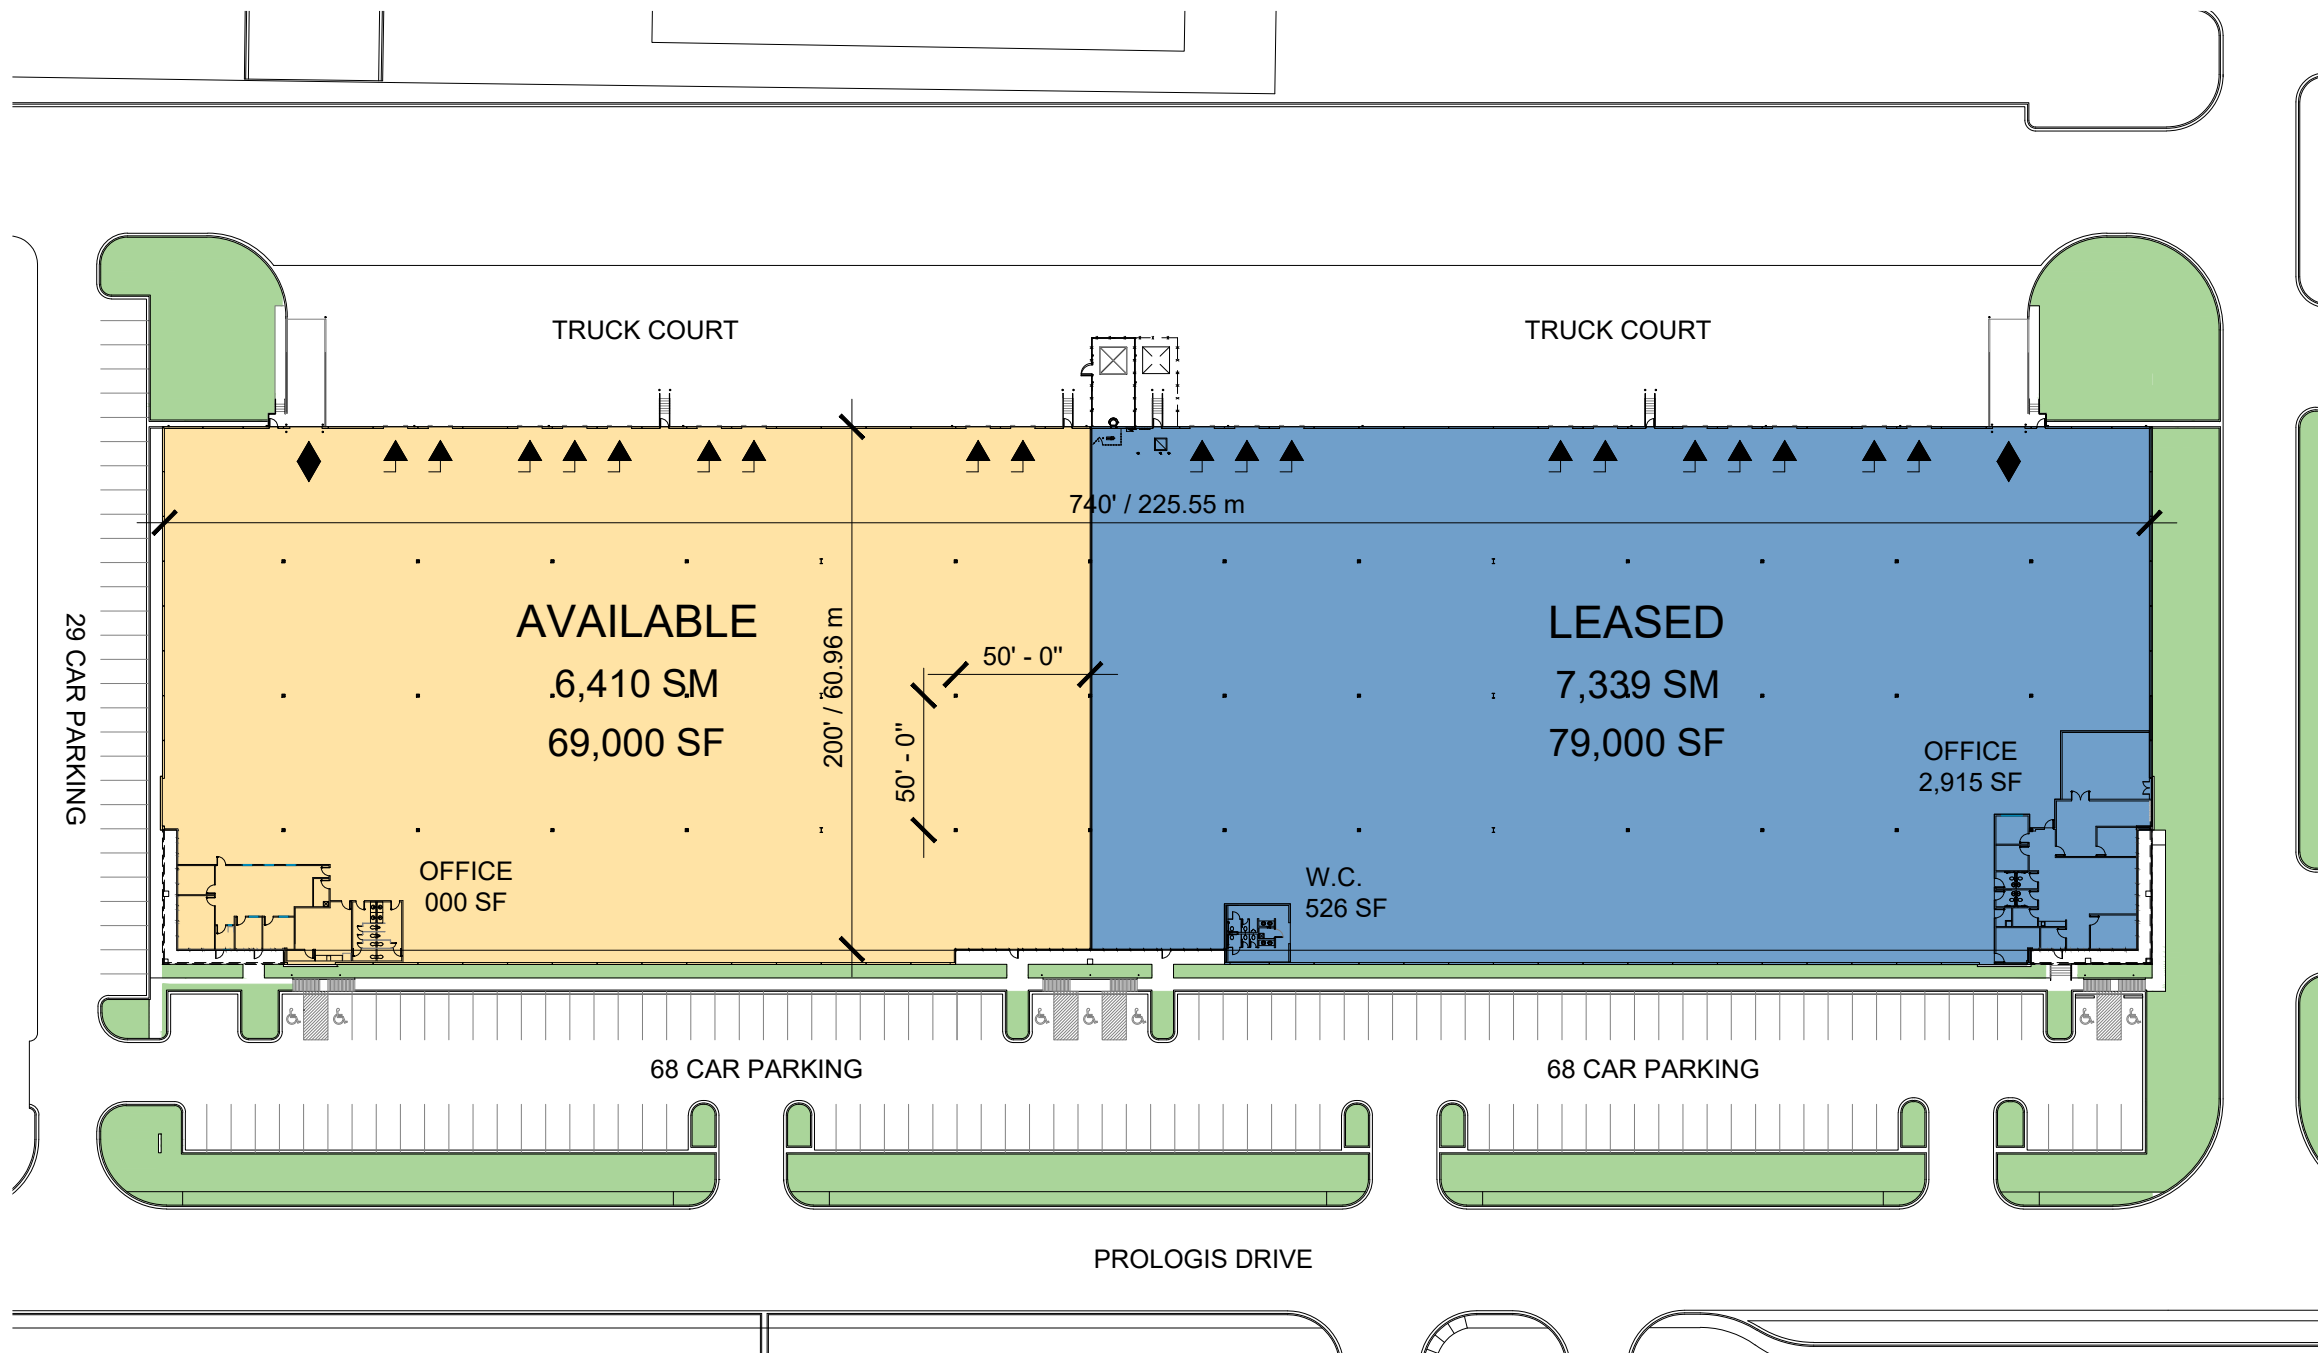 TRUCK COURT
TRUCK COURT
740' / 225.55 m
AVAILABLE
6,410 SM
69,000 SF
200' / 60.96 m
50' - 0"
50' - 0"
LEASED
7,339 SM
79,000 SF
OFFICE
2,915 SF
29 CAR PARKING
OFFICE
000 SF
W.C.
526 SF
68 CAR PARKING
68 CAR PARKING
PROLOGIS DRIVE